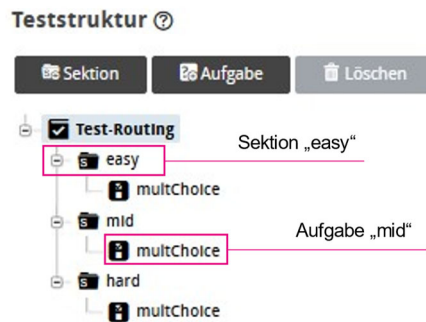 Teststruktur ?
Sektion Aufgabe Löschen
Test-Routing
easy
Sektion „easy“
multChoice
mid
Aufgabe „mid“
multChoice
hard
multChoice